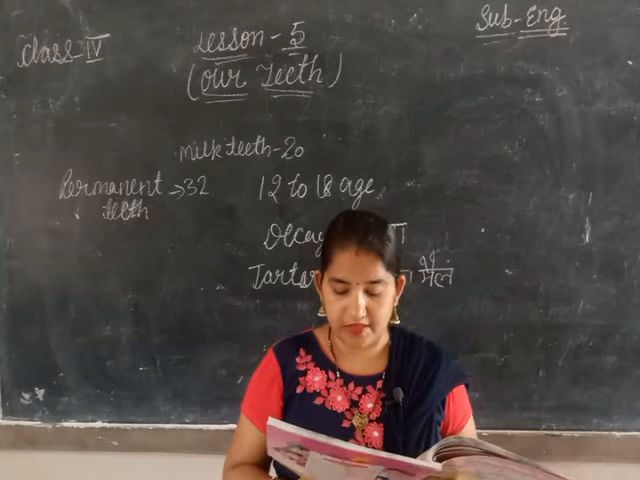 Class-IV
Lesson-5
Sub-Eng
(Our Teeth)
Milk teeth-20
Permanent teeth → 32
12 to 18 age
Decay
Tartar